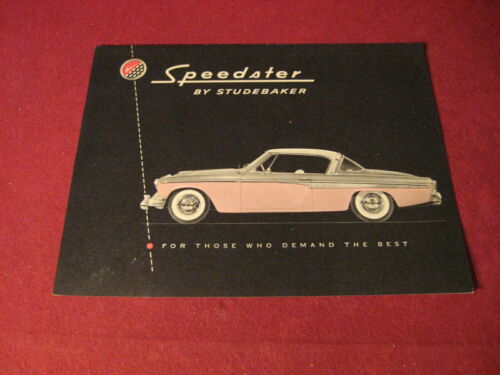 Speedster
BY STUDEBAKER
FOR THOSE WHO DEMAND THE BEST